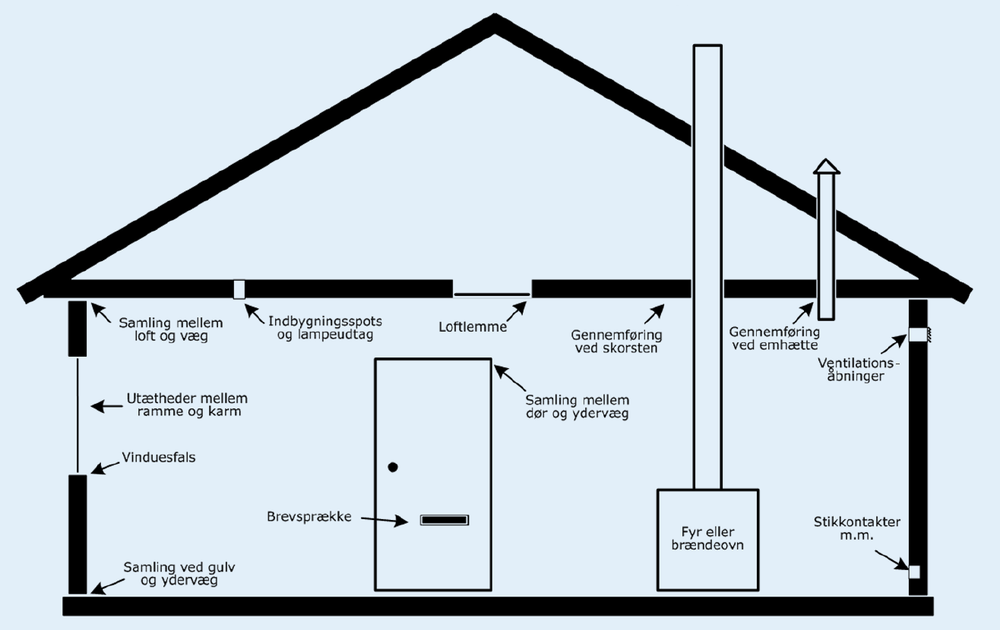 Samling mellem
loft og væg
Indbygningsspots
og lampeudtag
Loftlemme
Gennemføring
ved skorsten
Gennemføring
ved emhætte
Ventilations-
åbninger
Samling mellem
dør og ydervæg
Utætheder mellem
ramme og karm
Vinduesfals
Brevsprække
Fyr eller
brændeovn
Stikkontakter
m.m.
Samling ved gulv
og ydervæg